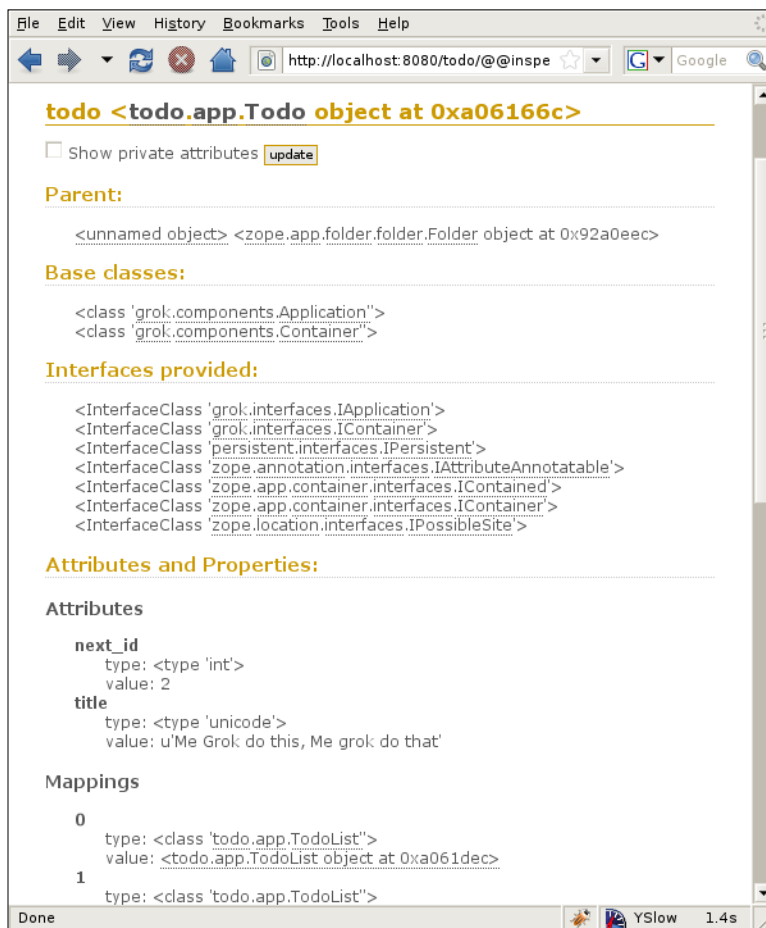 File Edit View History Bookmarks Tools Help
http://localhost:8080/todo/@@inspe G Google
todo <todo.app.Todo object at 0xa06166c>
Show private attributes update
Parent:
<unnamed object> <zope.app.folder.folder.Folder object at 0x92a0eec>
Base classes:
<class 'grok.components.Application">
<class 'grok.components.Container">
Interfaces provided:
<InterfaceClass 'grok.interfaces.IApplication'>
<InterfaceClass 'grok.interfaces.IContainer'>
<InterfaceClass 'persistent.interfaces.IPersistent'>
<InterfaceClass 'zope.annotation.interfaces.IAttributeAnnotatable'>
<InterfaceClass 'zope.app.container.interfaces.IContained'>
<InterfaceClass 'zope.app.container.interfaces.IContainer'>
<InterfaceClass 'zope.location.interfaces.IPossibleSite'>
Attributes and Properties:
Attributes
next_id
type: <type 'int'>
value: 2
title
type: <type 'unicode'>
value: u'Me Grok do this, Me grok do that'
Mappings
0
type: <class 'todo.app.TodoList">
value: <todo.app.TodoList object at 0xa061dec>
1
type: <class 'todo.app.TodoList">
Done YSlow 1.4s